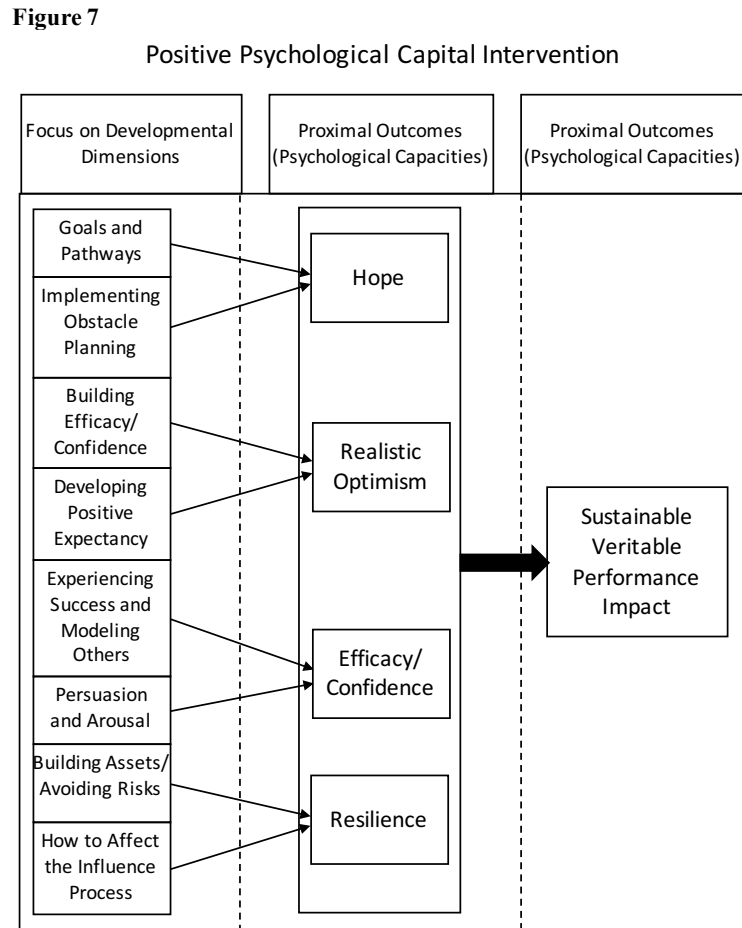 Figure 7
Positive Psychological Capital Intervention
Focus on Developmental
Dimensions
Proximal Outcomes
(Psychological Capacities)
Proximal Outcomes
(Psychological Capacities)
Goals and
Pathways
Implementing
Obstacle
Planning
Building
Efficacy/
Confidence
Developing
Positive
Expectancy
Experiencing
Success and
Modeling
Others
Persuasion
and Arousal
Building Assets/
Avoiding Risks
How to Affect
the Influence
Process
Hope
Realistic
Optimism
Efficacy/
Confidence
Resilience
Sustainable
Veritable
Performance
Impact